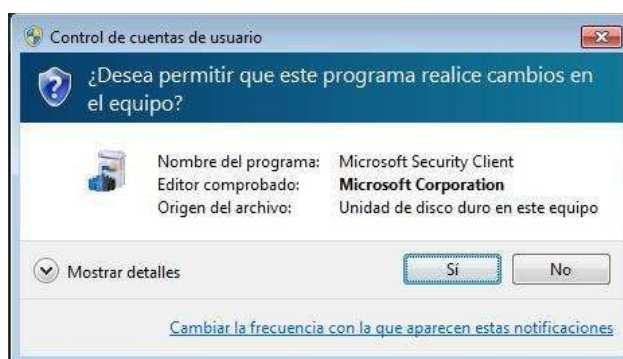 Control de cuentas de usuario
¿Desea permitir que este programa realice cambios en
el equipo?
Nombre del programa: Microsoft Security Client
Editor comprobado: Microsoft Corporation
Origen del archivo: Unidad de disco duro en este equipo
Mostrar detalles Sí No
Cambiar la frecuencia con la que aparecen estas notificaciones